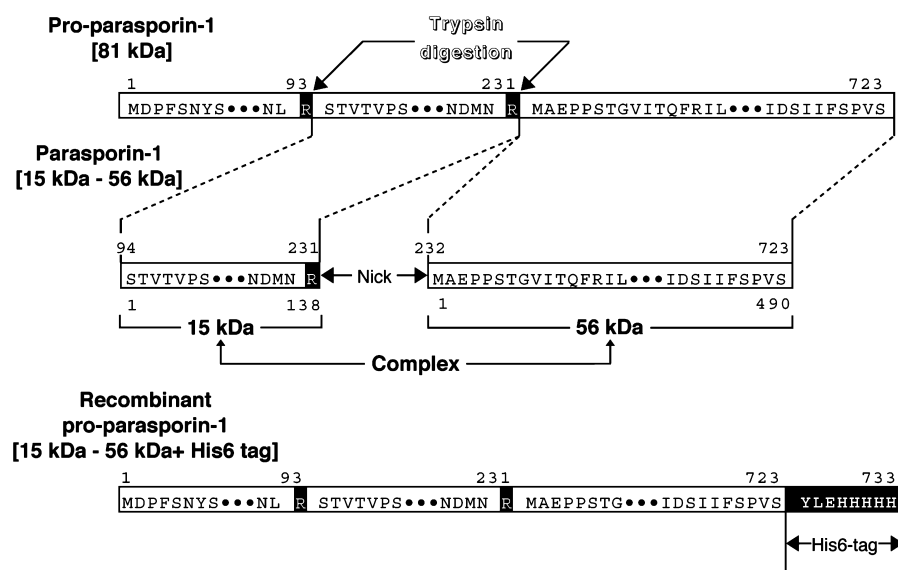 Pro-parasporin-1
[81 kDa]
Trypsin
digestion
1 93 231 723
MDPFSNYS•••NL R STVTVPS•••NDMN R MAEPPSTGVITQFRIL•••IDSIIFSPVS
Parasporin-1
[15 kDa - 56 kDa]
94 231 232 723
STVTVPS•••NDMN R Nick MAEPPSTGVITQFRIL•••IDSIIFSPVS
1 138 1 490
15 kDa 56 kDa
Complex
Recombinant
pro-parasporin-1
[15 kDa - 56 kDa+ His6 tag]
1 93 231 723 733
MDPFSNYS•••NL R STVTVPS•••NDMN R MAEPPSTG•••IDSIIFSPVS YLEHHHHH
His6-tag